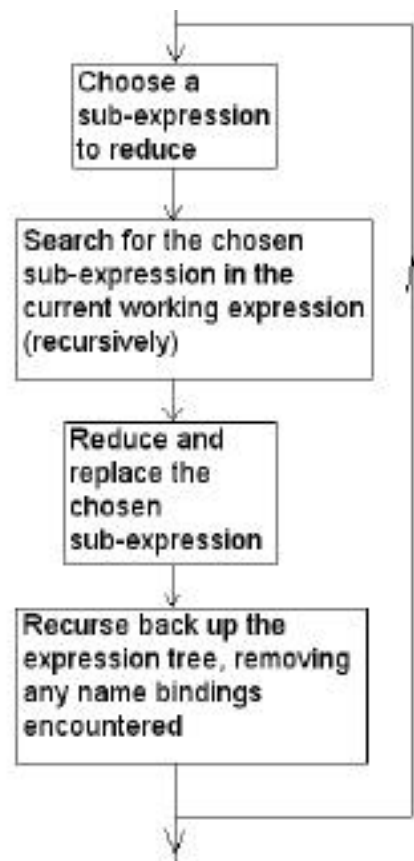 Choose a
sub-expression
to reduce
Search for the chosen
sub-expression in the
current working expression
(recursively)
Reduce and
replace the
chosen
sub-expression
Recurse back up the
expression tree, removing
any name bindings
encountered